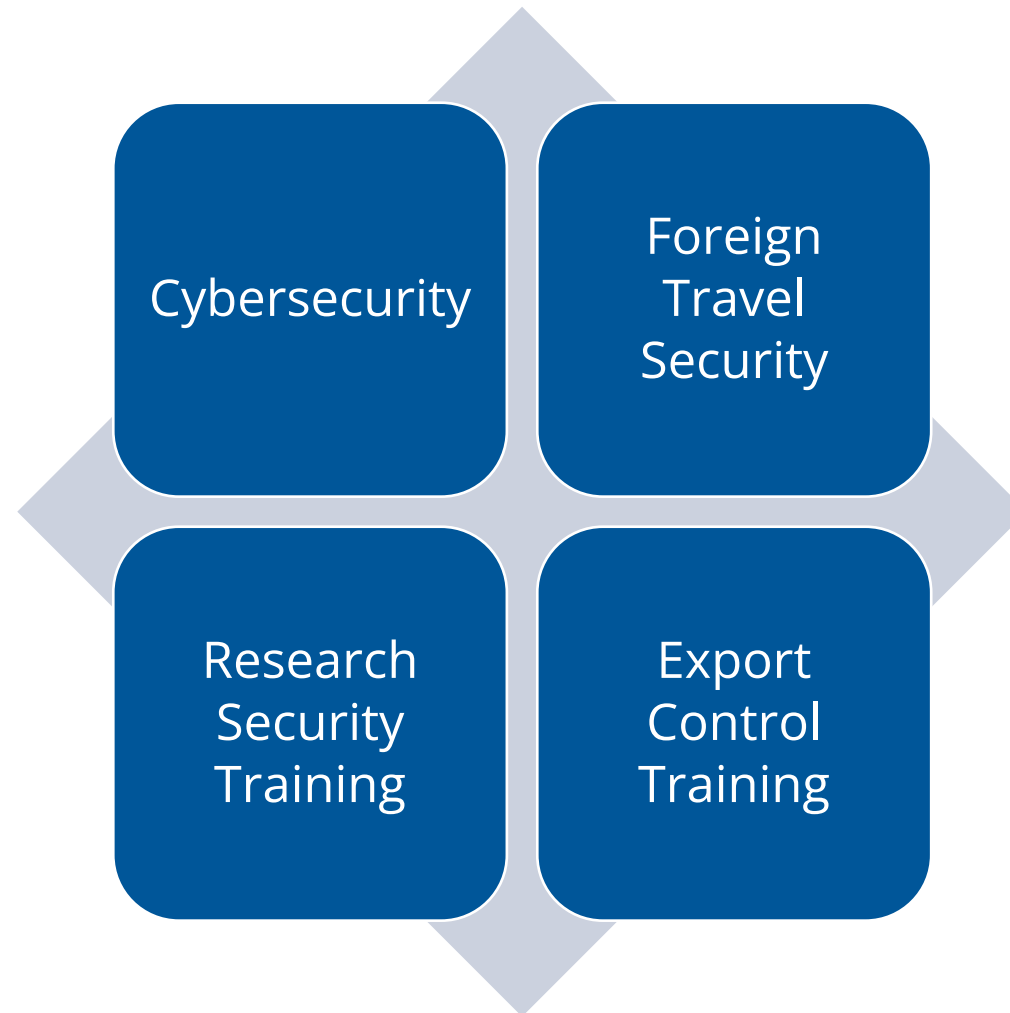 Cybersecurity
Foreign
Travel
Security
Research
Security
Training
Export
Control
Training